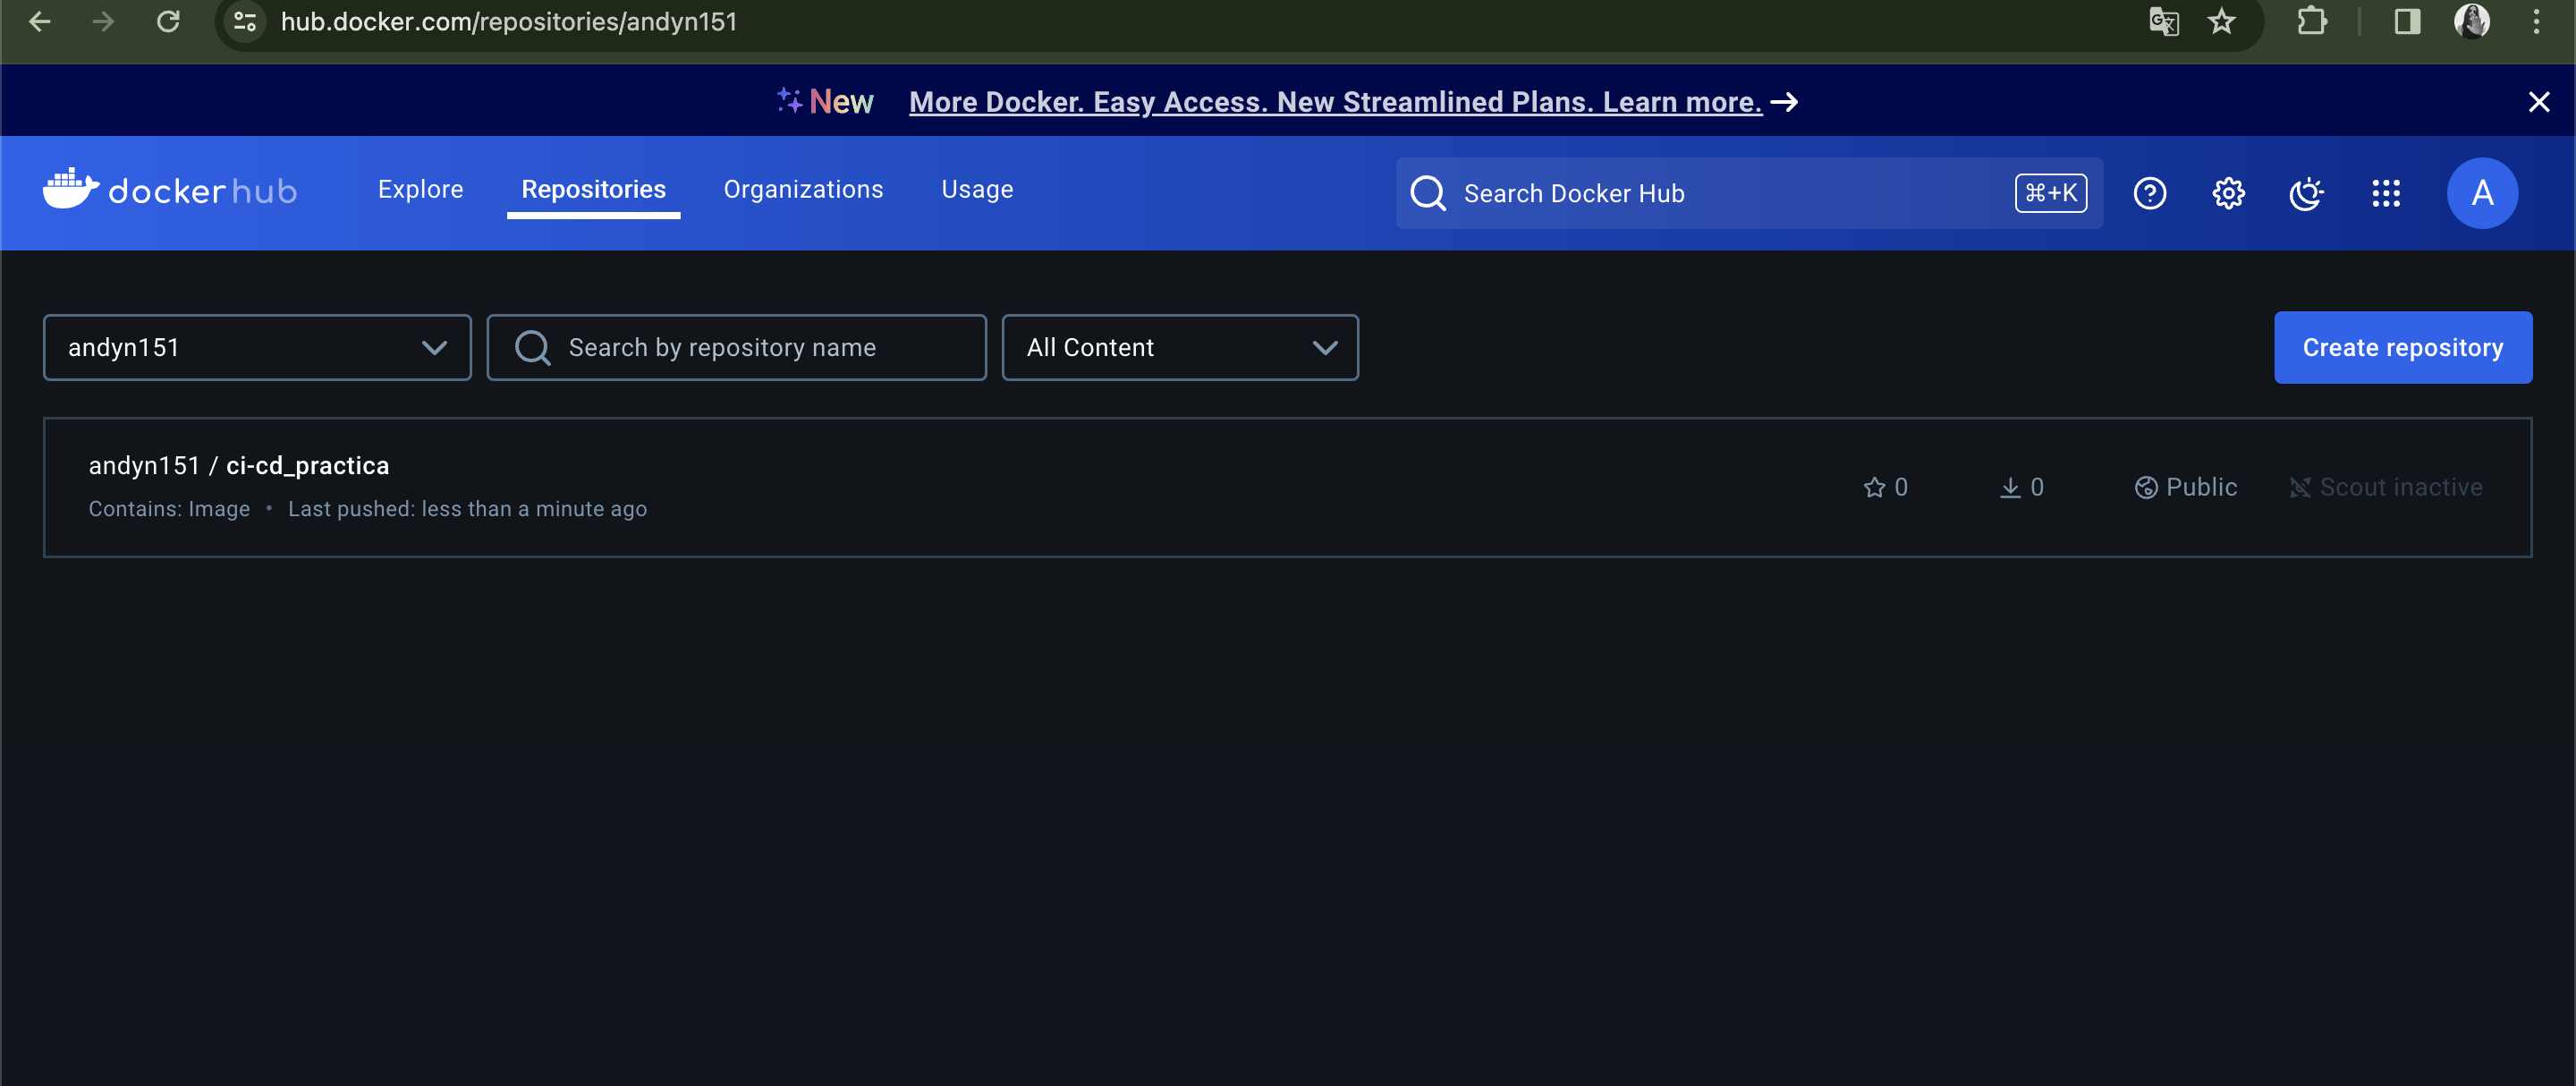 hub.docker.com/repositories/andyn151
New More Docker. Easy Access. New Streamlined Plans. Learn more. →
docker hub Explore Repositories Organizations Usage Search Docker Hub ⌘+K A
andyn151 Search by repository name All Content Create repository
andyn151 / ci-cd_practica
0 0 Public Scout inactive
Contains: Image • Last pushed: less than a minute ago